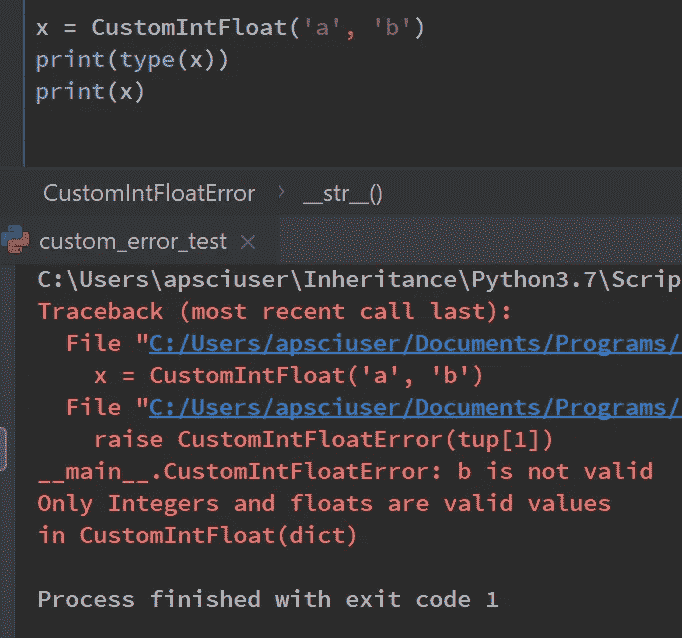 x = CustomIntFloat('a', 'b')
print(type(x))
print(x)
CustomIntFloatError › __str__()
custom_error_test ×
C:\Users\apsciuser\Inheritance\Python3.7\Scrip
Traceback (most recent call last):
File "C:/Users/apsciuser/Documents/Programs/
x = CustomIntFloat('a', 'b')
File "C:/Users/apsciuser/Documents/Programs/
raise CustomIntFloatError(tup[1])
__main__.CustomIntFloatError: b is not valid
Only Integers and floats are valid values
in CustomIntFloat(dict)
Process finished with exit code 1